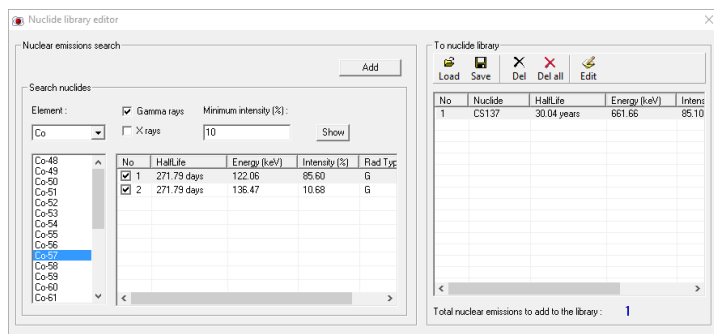 Nuclide library editor
Nuclear emissions search
Add
Search nuclides
Element :
Gamma rays
Minimum intensity (%) :
Co
X rays
10
Show
Co-48
Co-49
Co-50
Co-51
Co-52
Co-53
Co-54
Co-55
Co-56
Co-57
Co-58
Co-59
Co-60
Co-61
No HalfLife Energy (keV) Intensity (%) Rad Typ
1 271.79 days 122.06 85.60 G
2 271.79 days 136.47 10.68 G
To nuclide library
Load Save Del Del all Edit
No Nuclide HalfLife Energy (keV) Intens
1 CS137 30.04 years 661.66 85.10
Total nuclear emissions to add to the library : 1